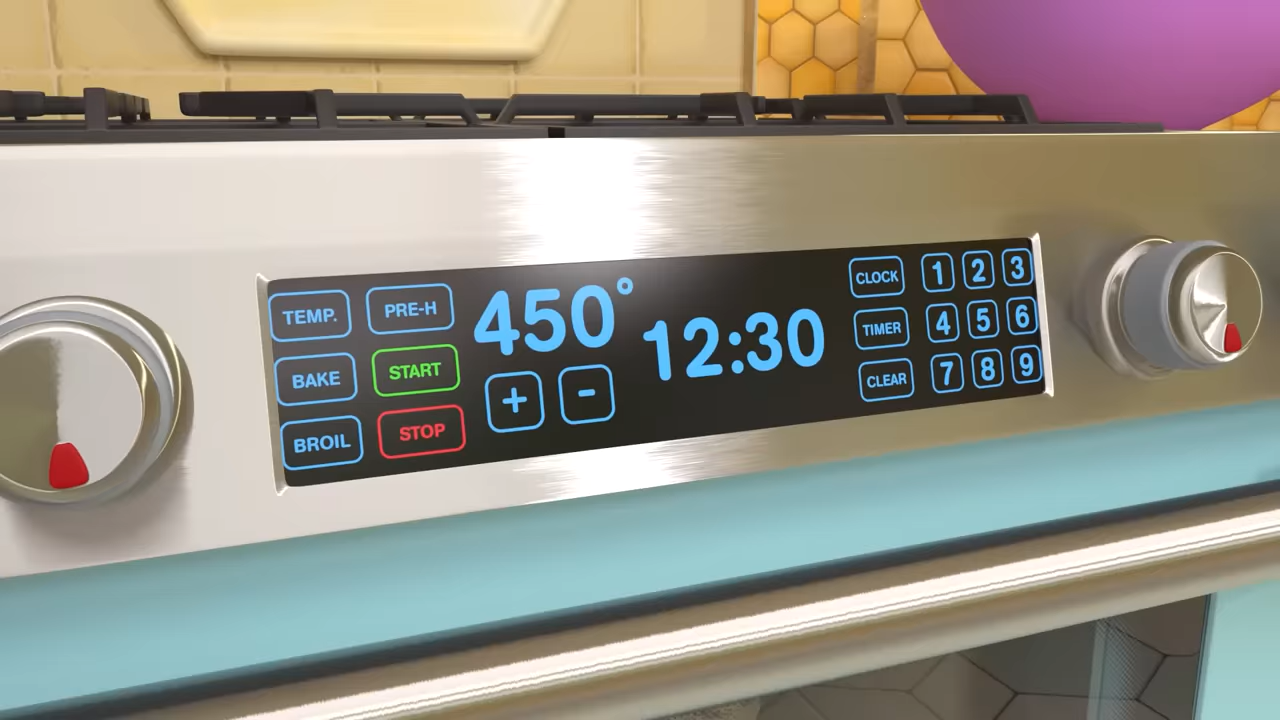 TEMP.
PRE-H
BAKE
START
BROIL
STOP
450°
+ -
12:30
CLOCK
TIMER
CLEAR
1 2 3
4 5 6
7 8 9